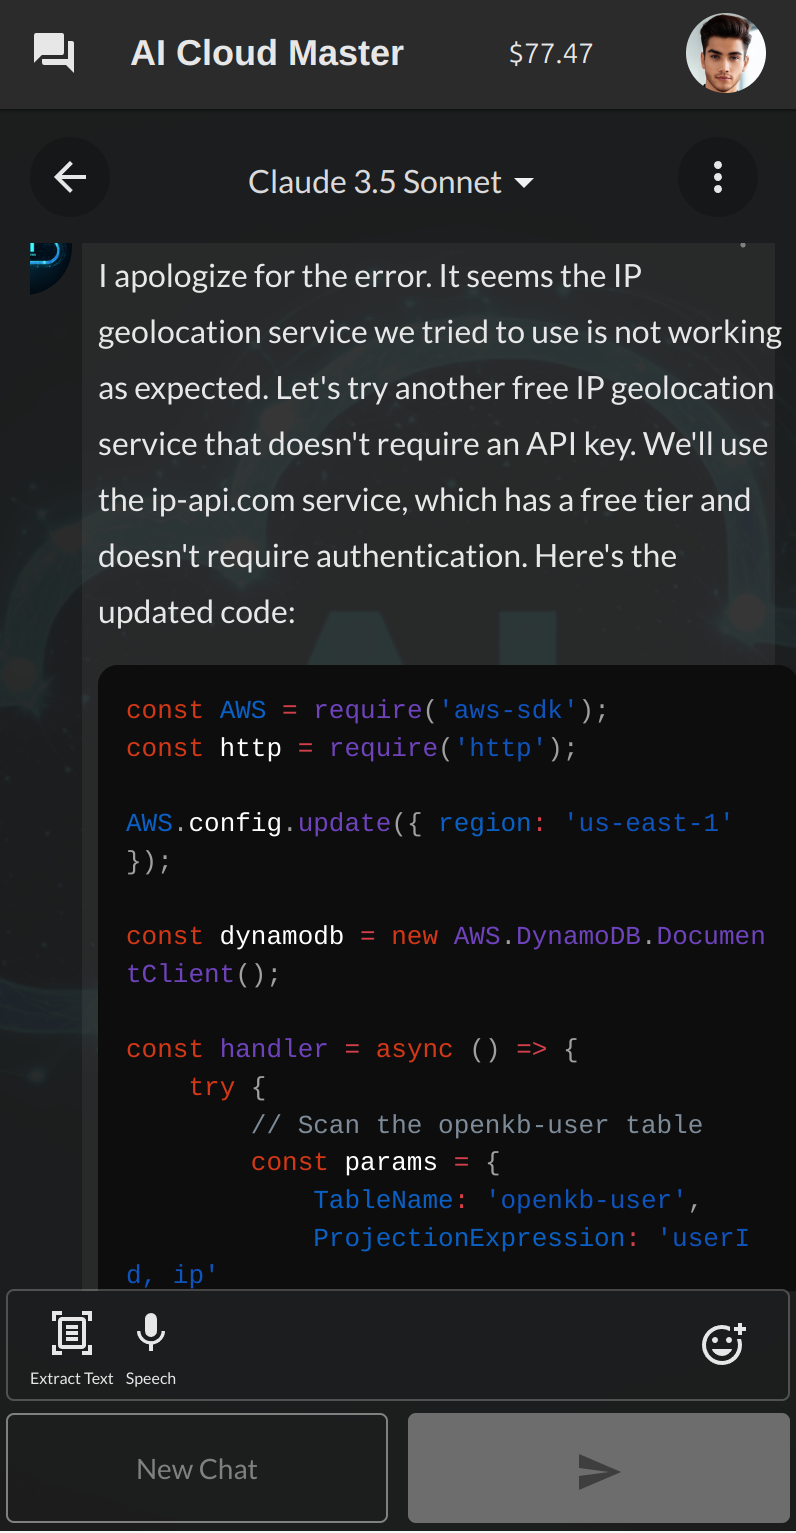 AI Cloud Master
$77.47
Claude 3.5 Sonnet
I apologize for the error. It seems the IP
geolocation service we tried to use is not working
as expected. Let's try another free IP geolocation
service that doesn't require an API key. We'll use
the ip-api.com service, which has a free tier and
doesn't require authentication. Here's the
updated code:
const AWS = require('aws-sdk');
const http = require('http');
AWS.config.update({ region: 'us-east-1'
});
const dynamodb = new AWS.DynamoDB.Documen
tClient();
const handler = async () => {
try {
// Scan the openkb-user table
const params = {
TableName: 'openkb-user',
ProjectionExpression: 'userI
d, ip'
Extract Text
Speech
New Chat